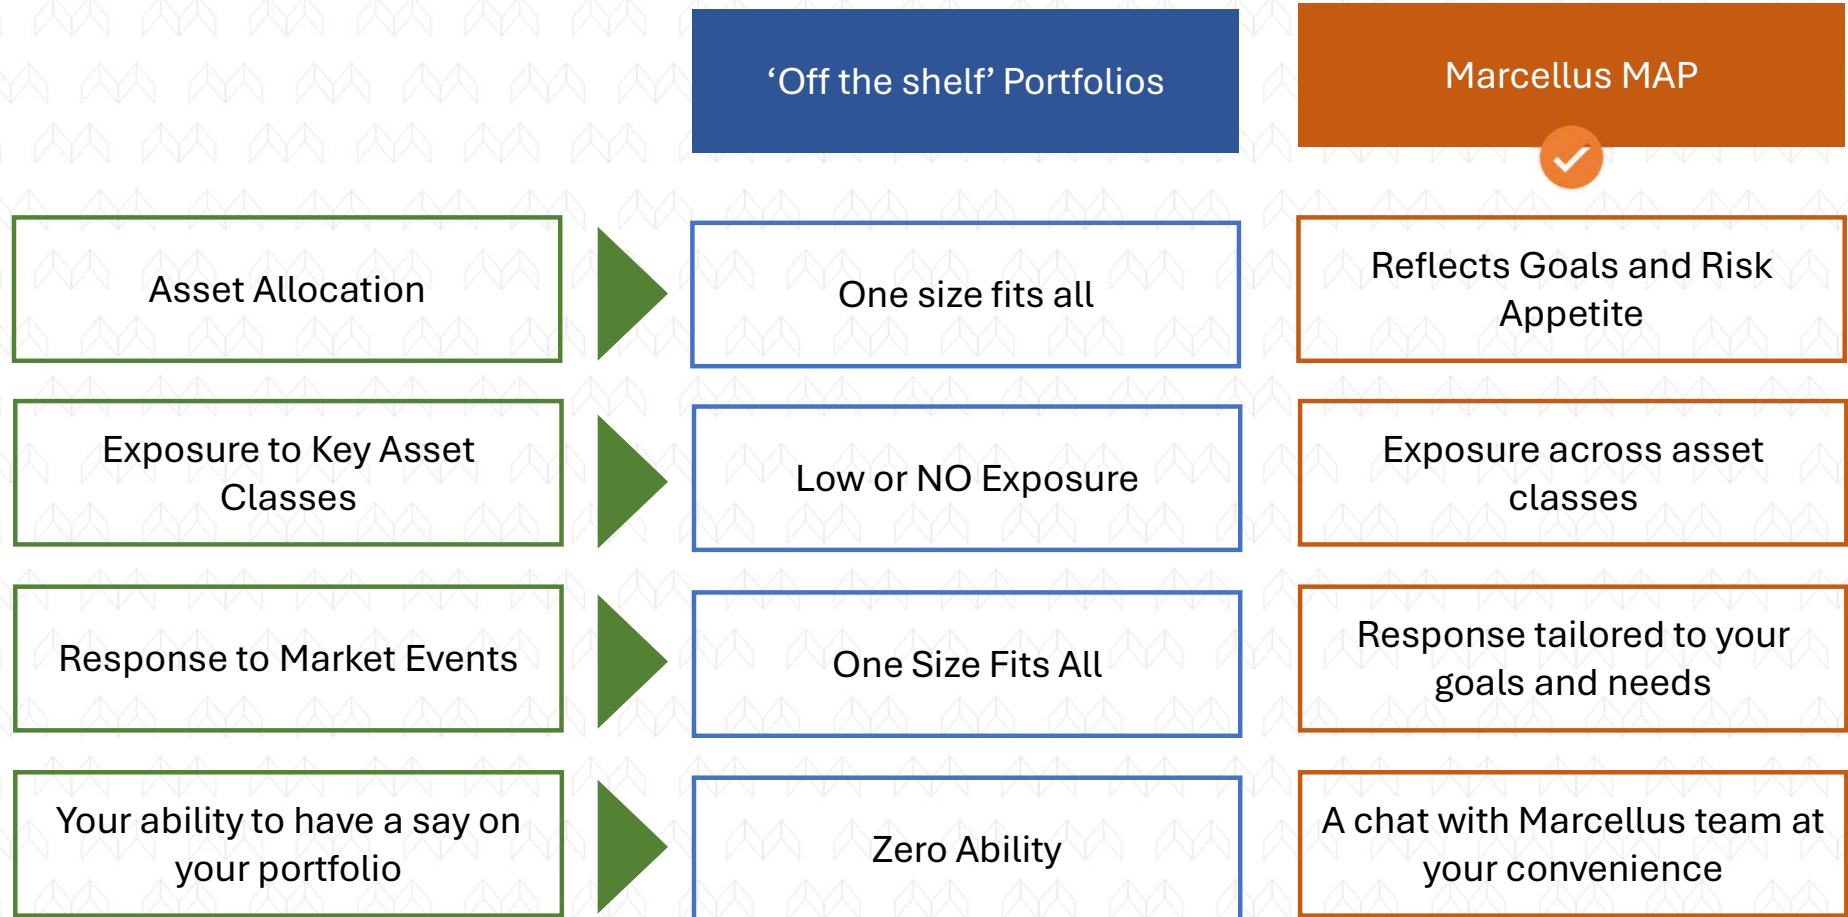 ‘Off the shelf’ Portfolios
Marcellus MAP
Asset Allocation
One size fits all
Reflects Goals and Risk
Appetite
Exposure to Key Asset
Classes
Low or NO Exposure
Exposure across asset
classes
Response to Market Events
One Size Fits All
Response tailored to your
goals and needs
Your ability to have a say on
your portfolio
Zero Ability
A chat with Marcellus team at
your convenience